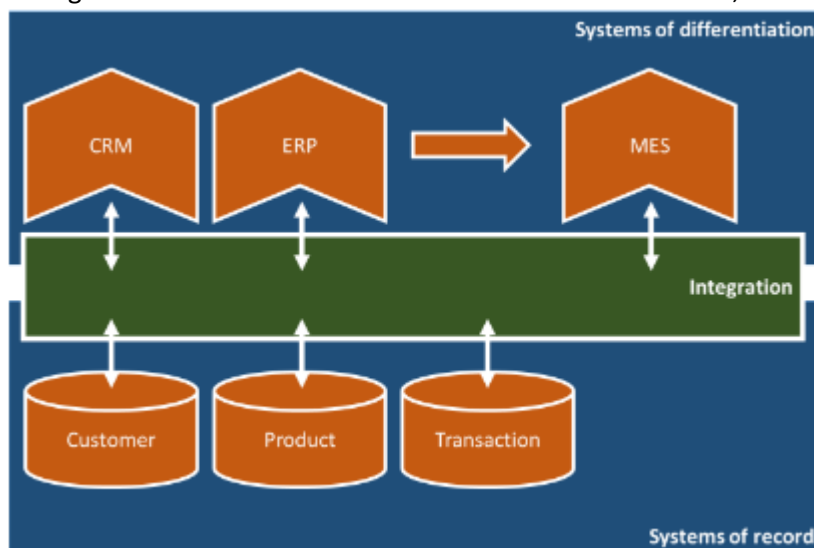 Systems of differentiation
CRM
ERP
MES
Integration
Customer
Product
Transaction
Systems of record